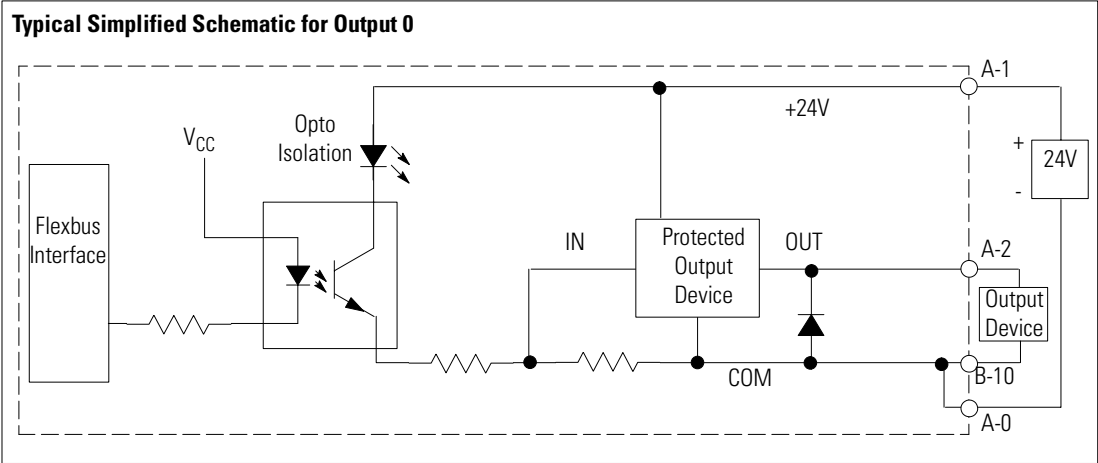 Typical Simplified Schematic for Output 0
A-1
+24V
Opto
Isolation
VCC
+
24V
-
Flexbus
Interface
IN
Protected
Output
Device
OUT
A-2
Output
Device
COM
B-10
A-0